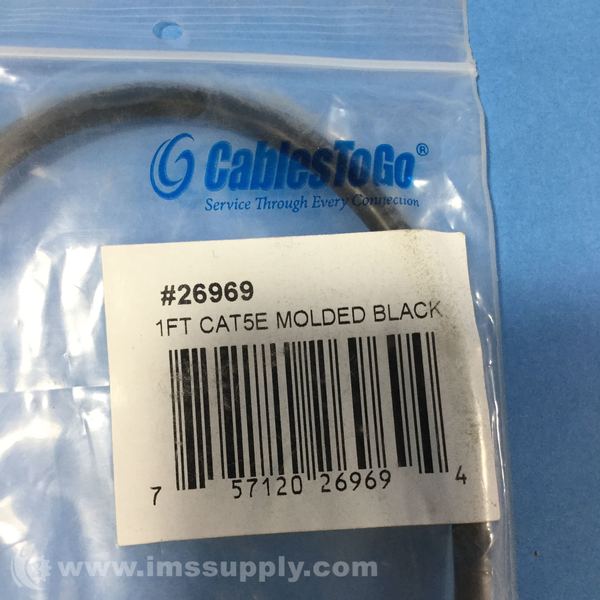 CablesToGo®
Service Through Every Connection
#26969
1FT CAT5E MOLDED BLACK
7 57120 26969 4
www.imssupply.com